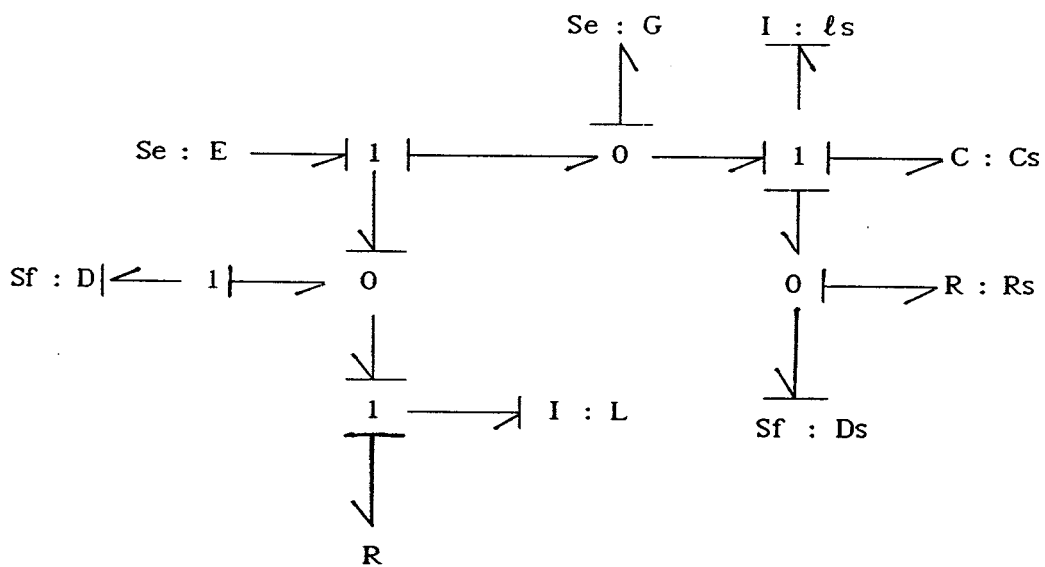 Se : G I : ℓs
Se : E 1 0 1 C : Cs
Sf : D 1 0 0 R : Rs
1 I : L
Sf : Ds
R